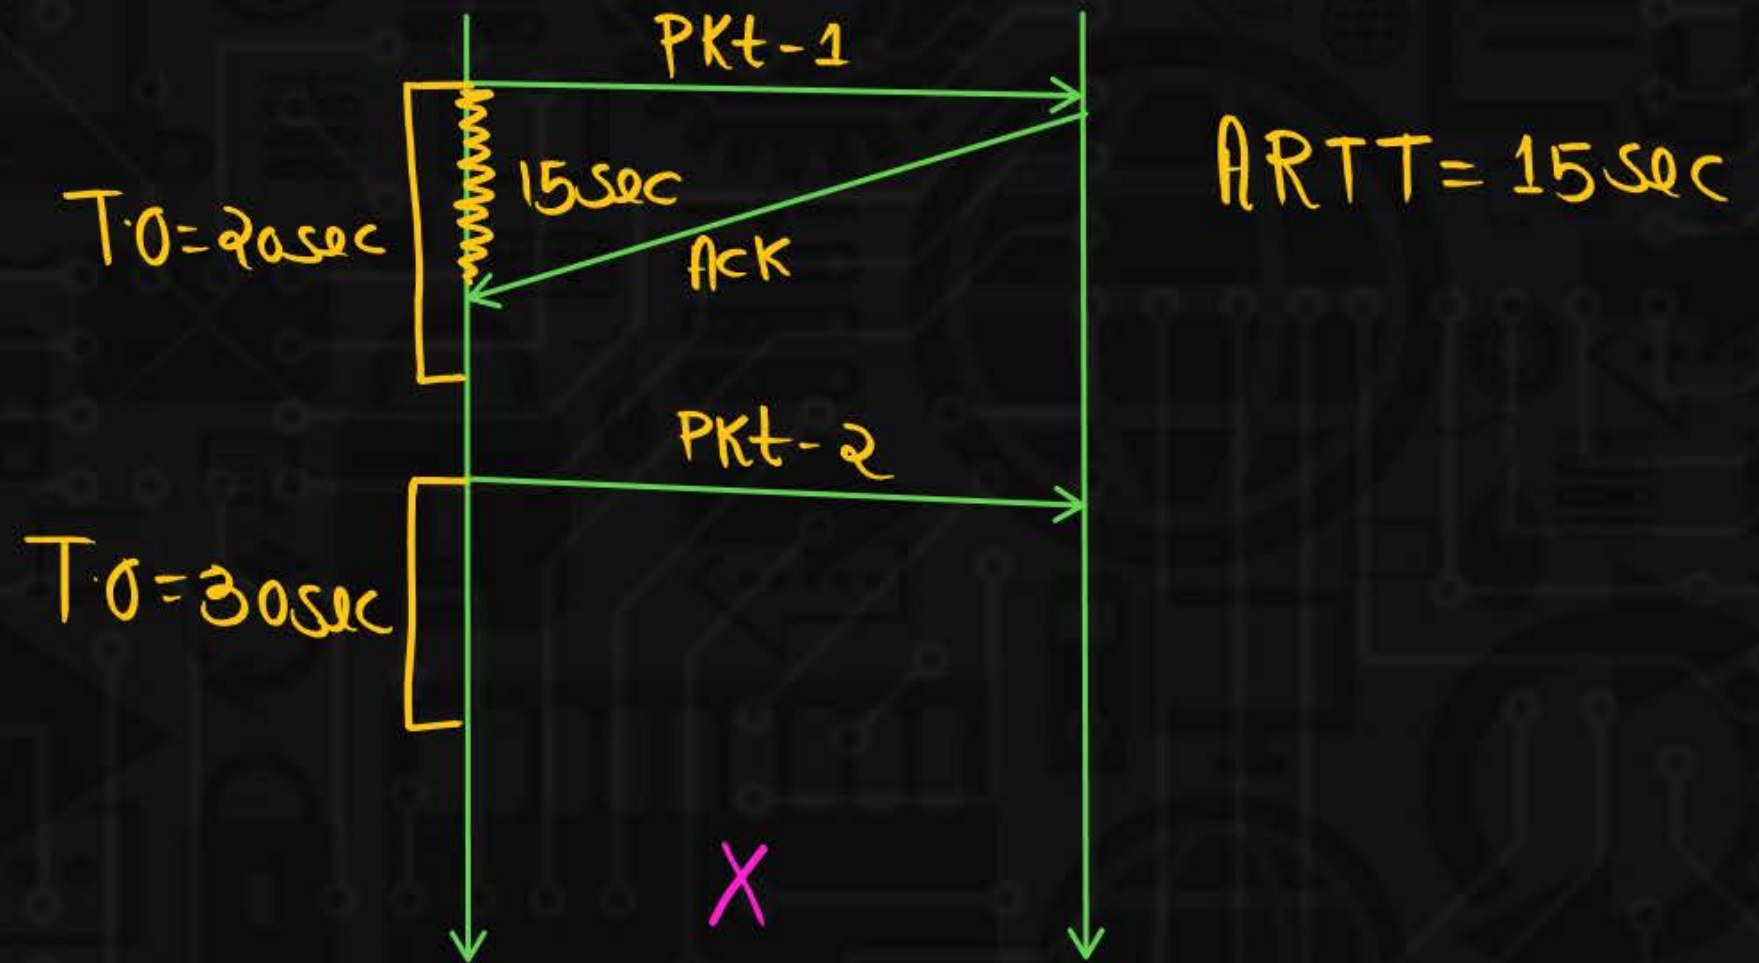 PKt-1
T.O=20sec
15sec
ARTT=15sec
ACK
PKt-2
T.O=30sec
X